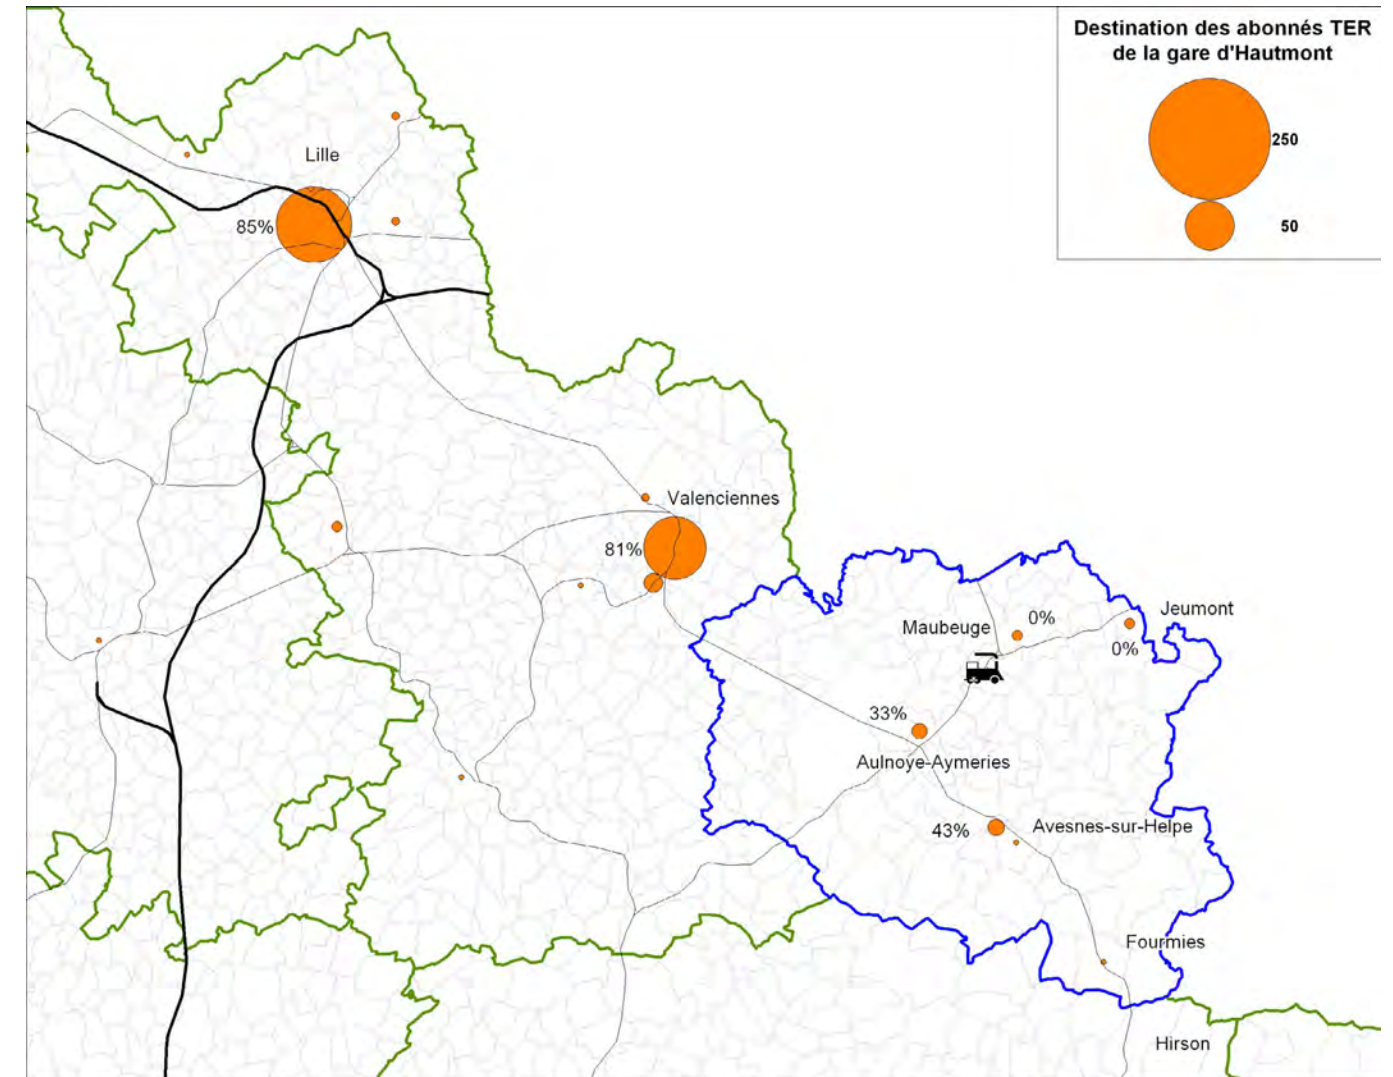 Destination des abonnés TER
de la gare d'Hautmont
250
50
Lille
85%
Valenciennes
81%
Jeumont
0%
Maubeuge
0%
33%
Aulnoye-Aymeries
43%
Avesnes-sur-Helpe
Fourmies
Hirson